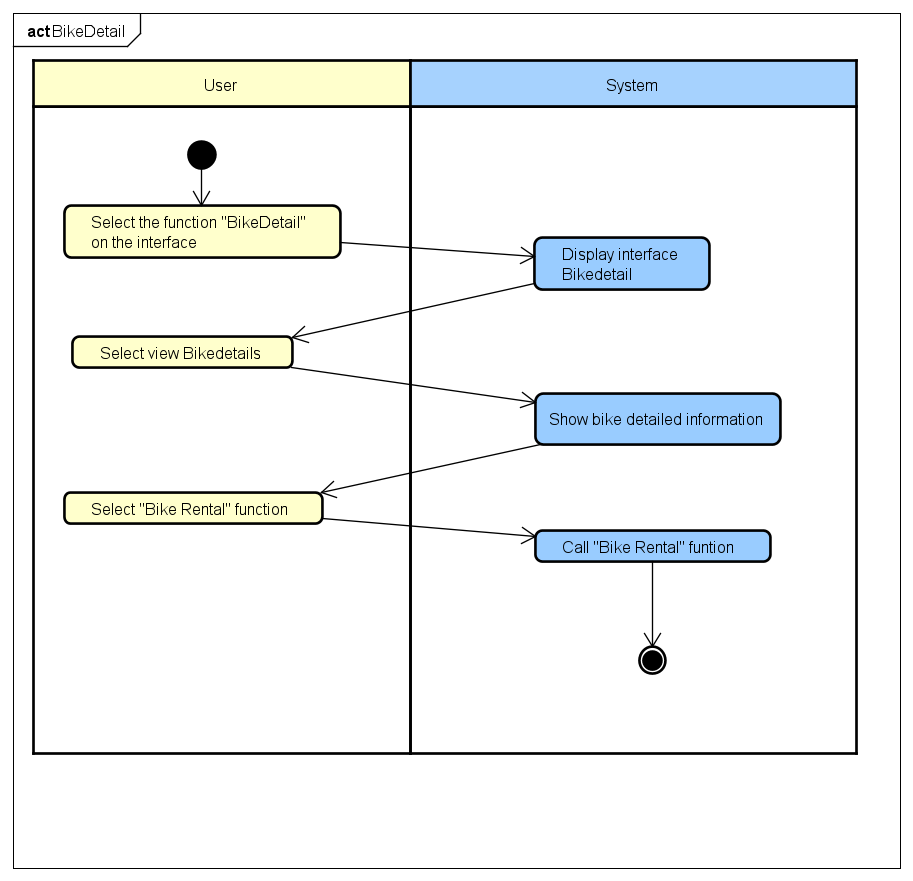 act BikeDetail
User
System
Select the function "BikeDetail"
on the interface
Display interface
Bikedetail
Select view Bikedetails
Show bike detailed information
Select "Bike Rental" function
Call "Bike Rental" funtion